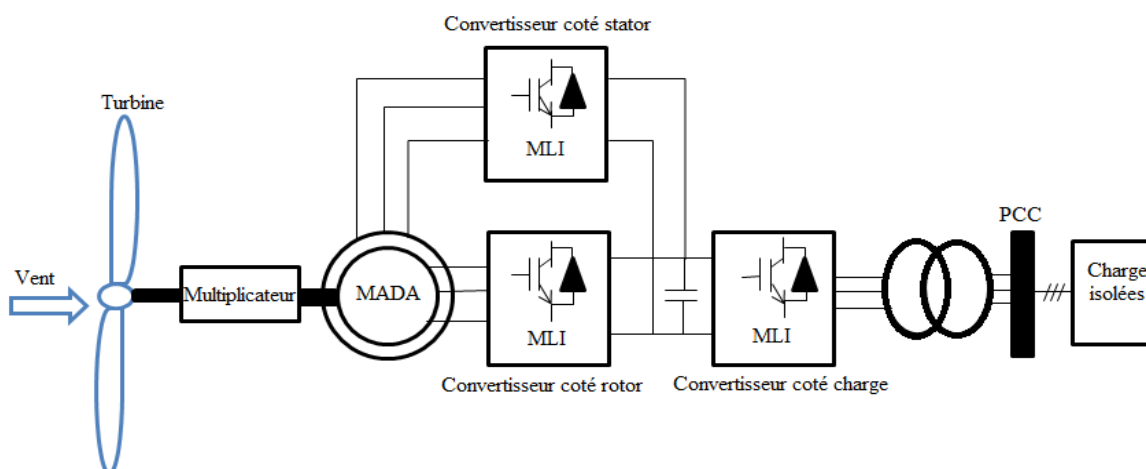 Convertisseur coté stator
Turbine
MLI
PCC
Vent
Multiplicateur
MADA
MLI
MLI
Charge
isolées
Convertisseur coté rotor
Convertisseur coté charge